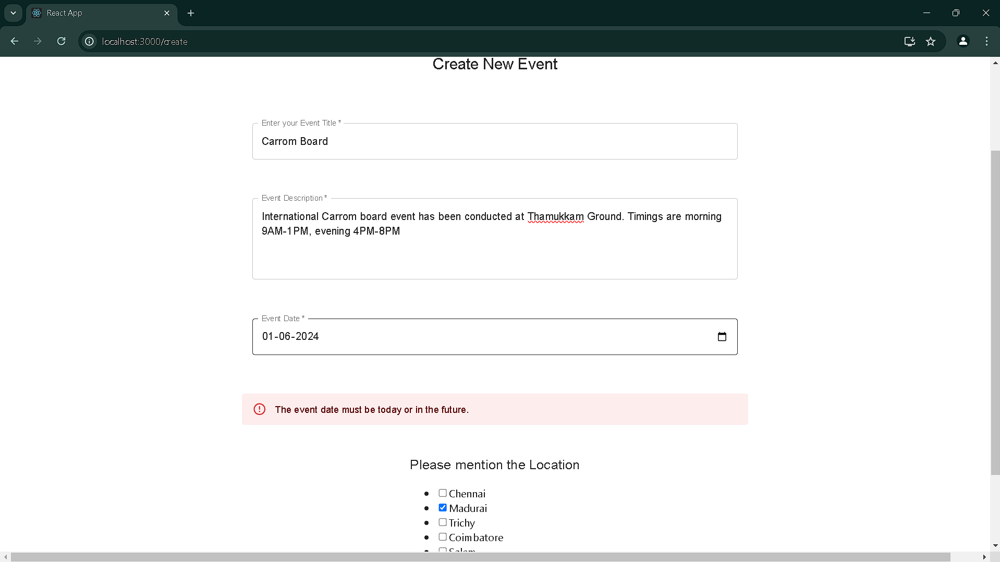 React App
localhost:3000/create
Create New Event
Enter your Event Title *
Carrom Board
Event Description *
International Carrom board event has been conducted at Thamukkam Ground. Timings are morning
9AM-1PM, evening 4PM-8PM
Event Date *
01-06-2024
The event date must be today or in the future.
Please mention the Location
Chennai
Madurai
Trichy
Coimbatore
Salem